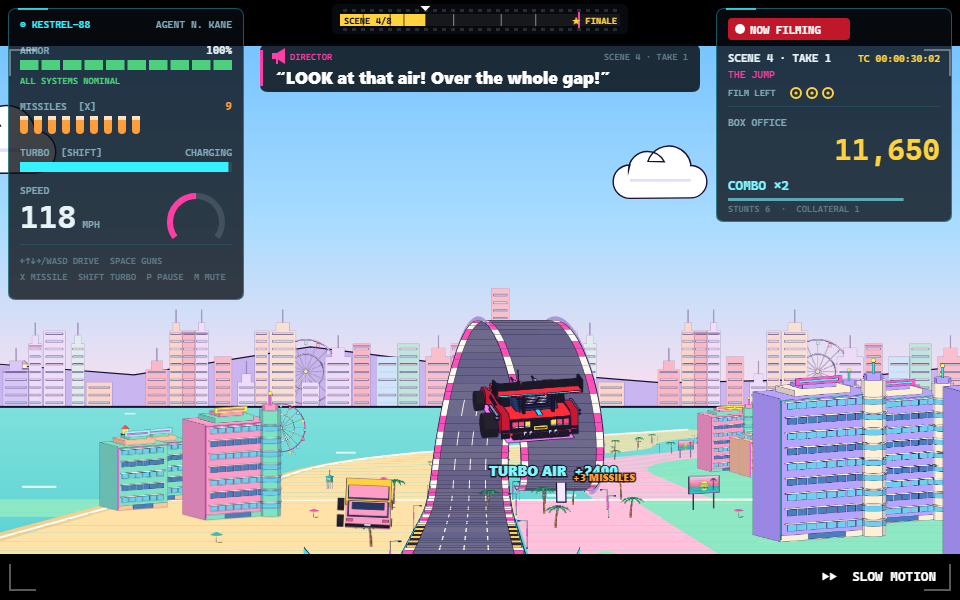 KESTREL-88 AGENT N. KANE
ARMOR 100%
ALL SYSTEMS NOMINAL
MISSILES [X] 9
TURBO [SHIFT] CHARGING
SPEED
118 MPH
←↑↓→/WASD DRIVE SPACE GUNS
X MISSILE SHIFT TURBO P PAUSE M MUTE
SCENE 4/8 FINALE
DIRECTOR SCENE 4 · TAKE 1
“LOOK at that air! Over the whole gap!”
NOW FILMING
SCENE 4 · TAKE 1 TC 00:00:30:02
THE JUMP
FILM LEFT
BOX OFFICE
11,650
COMBO ×2
STUNTS 6 · COLLATERAL 1
TURBO AIR +2400
+3 MISSILES
SLOW MOTION